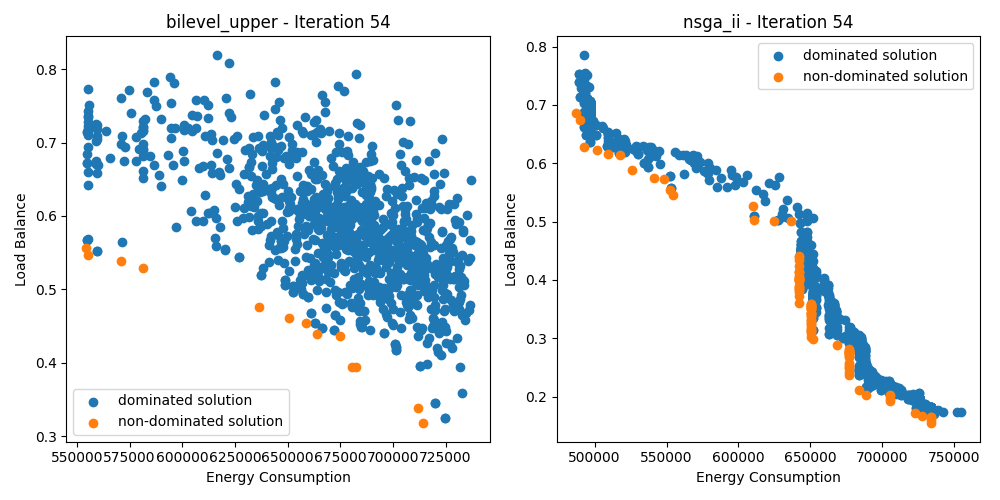 bilevel_upper - Iteration 54
Load Balance
0.8
0.7
0.6
0.5
0.4
0.3
dominated solution
non-dominated solution
550000 575000 600000 625000 650000 675000 700000 725000
Energy Consumption
nsga_ii - Iteration 54
Load Balance
0.8
0.7
0.6
0.5
0.4
0.3
0.2
dominated solution
non-dominated solution
500000 550000 600000 650000 700000 750000
Energy Consumption